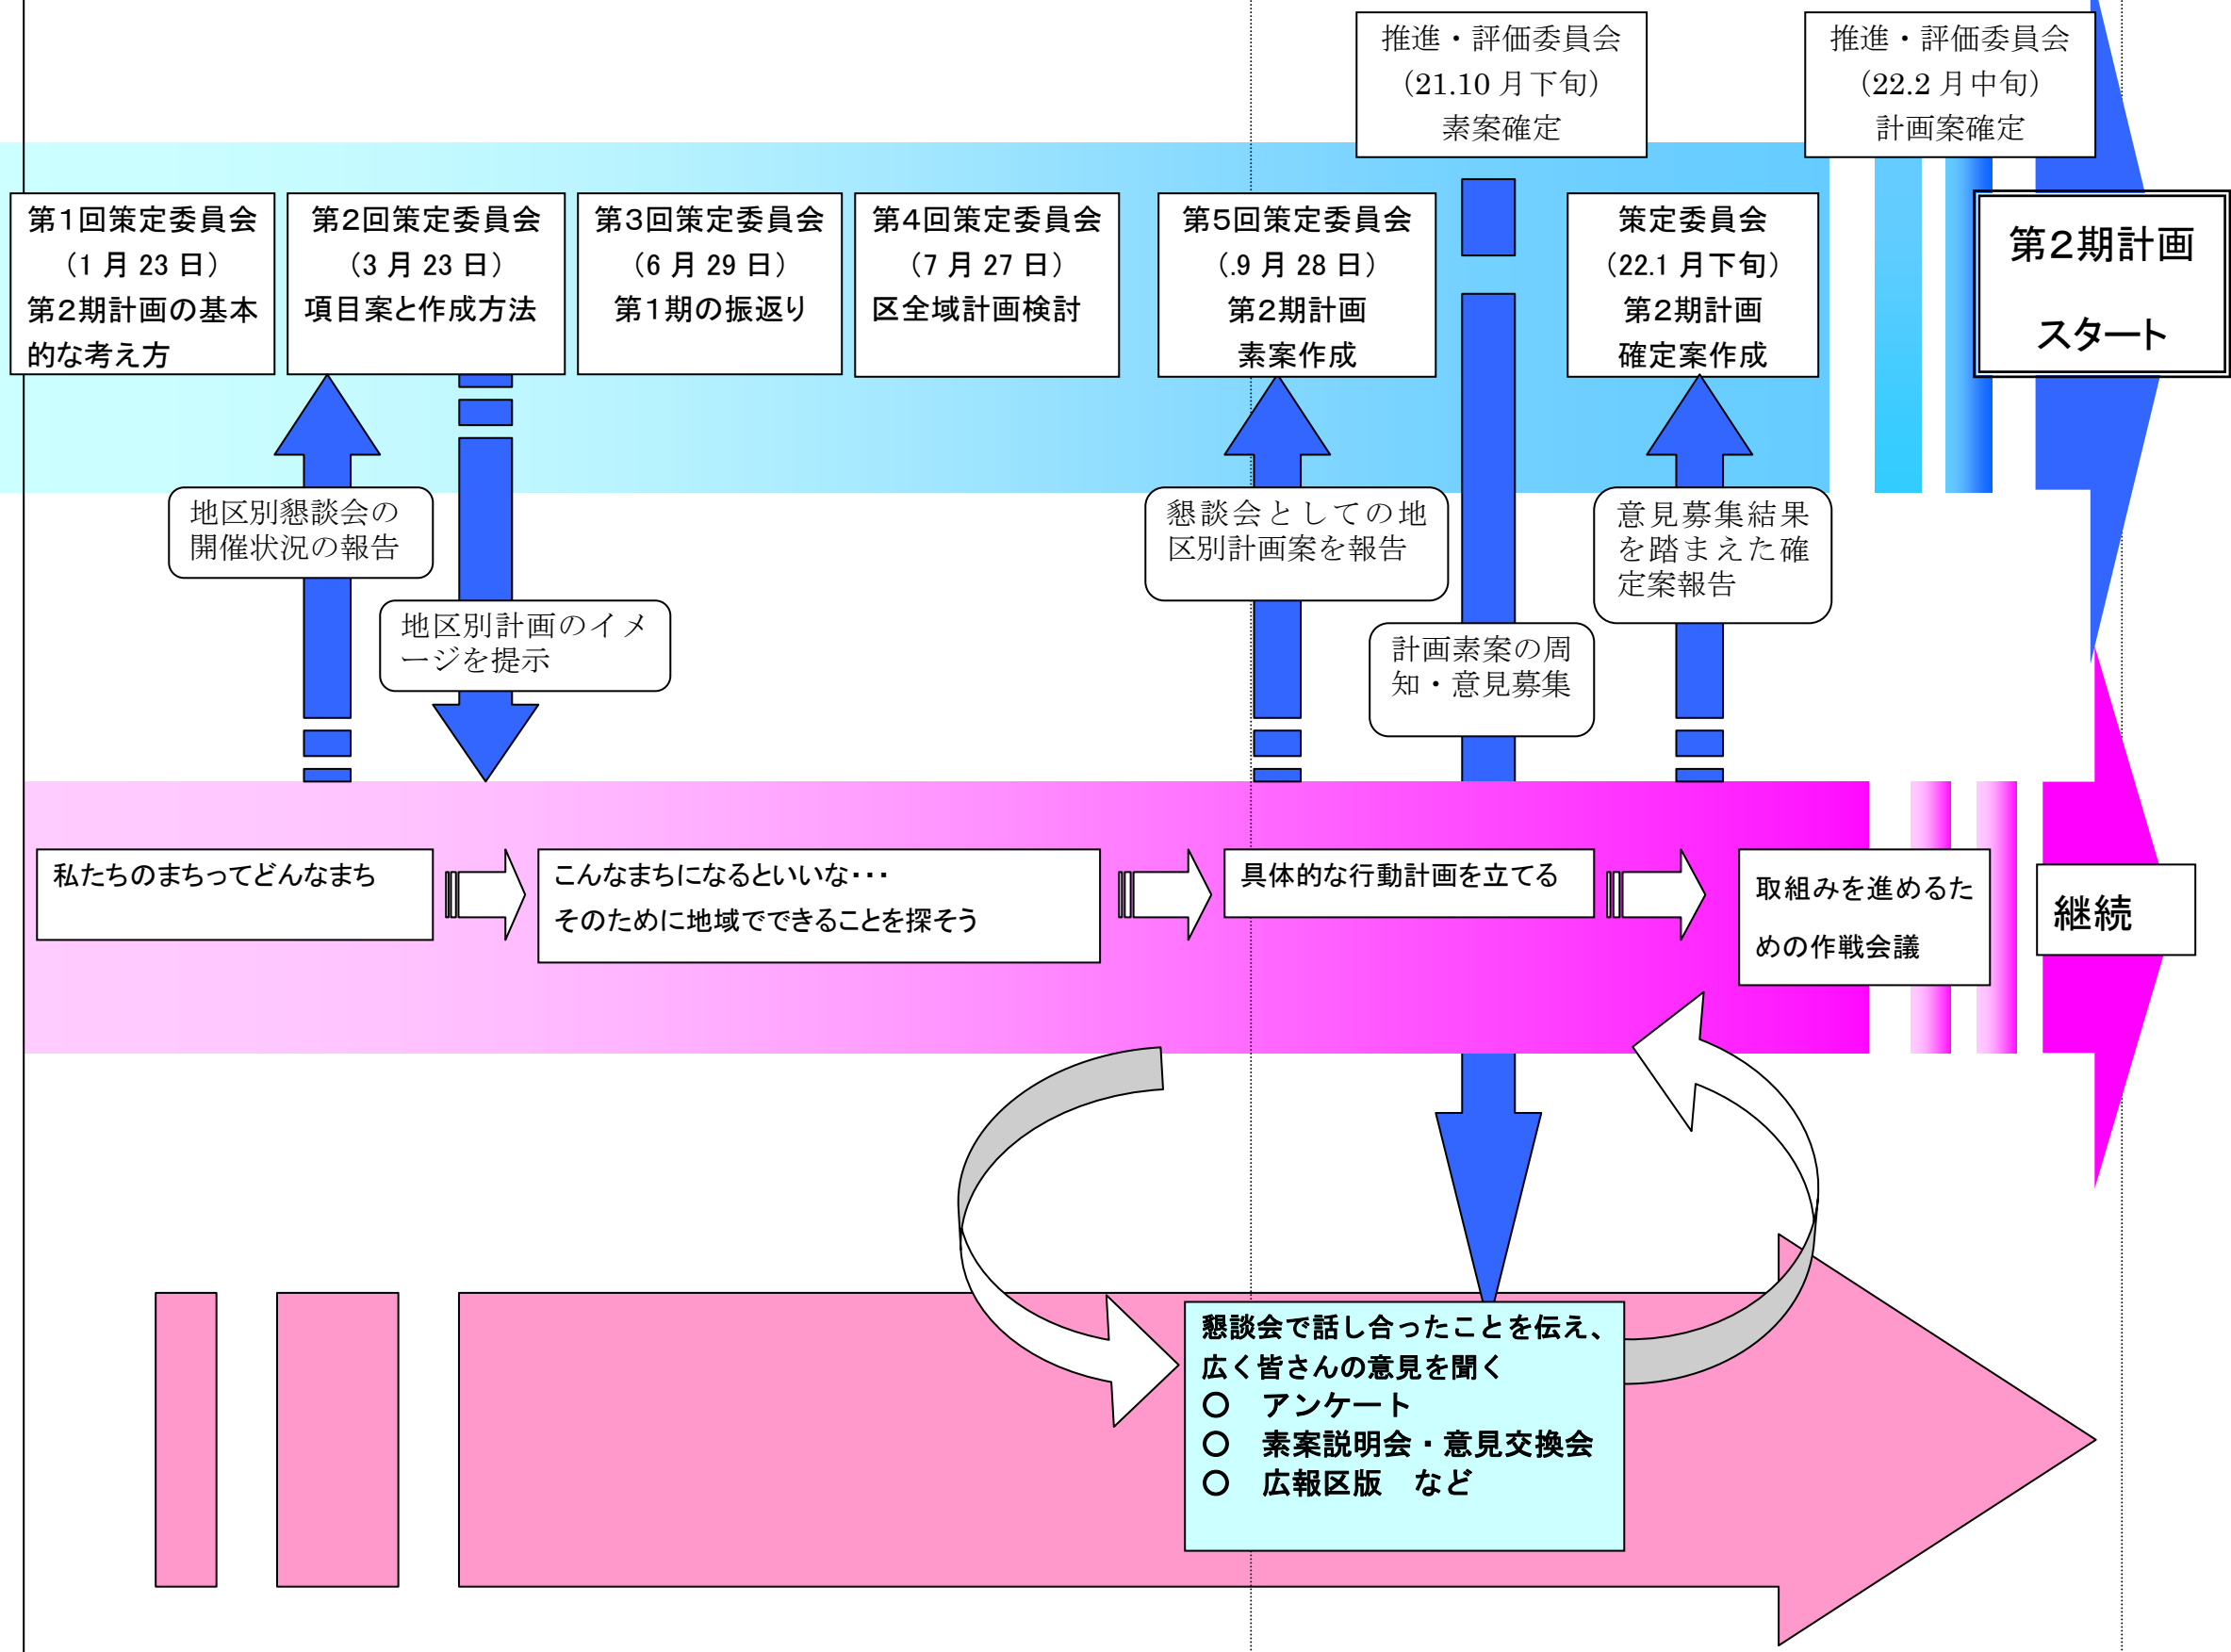 推進・評価委員会
（21.10 月下旬）
素案確定
推進・評価委員会
（22.2 月中旬）
計画案確定
第1回策定委員会
（1 月 23 日）
第2期計画の基本
的な考え方
第2回策定委員会
（3 月 23 日）
項目案と作成方法
第3回策定委員会
（6 月 29 日）
第1期の振返り
第4回策定委員会
（7 月 27 日）
区全域計画検討
第5回策定委員会
（.9 月 28 日）
第2期計画
素案作成
策定委員会
（22.1 月下旬）
第2期計画
確定案作成
第2期計画
スタート
地区別懇談会の
開催状況の報告
地区別計画のイメ
ージを提示
懇談会としての地
区別計画案を報告
計画素案の周
知・意見募集
意見募集結果
を踏まえた確
定案報告
私たちのまちってどんなまち
こんなまちになるといいな・・・
そのために地域でできることを探そう
具体的な行動計画を立てる
取組みを進めるた
めの作戦会議
継続
懇談会で話し合ったことを伝え、
広く皆さんの意見を聞く
○　アンケート
○　素案説明会・意見交換会
○　広報区版　など